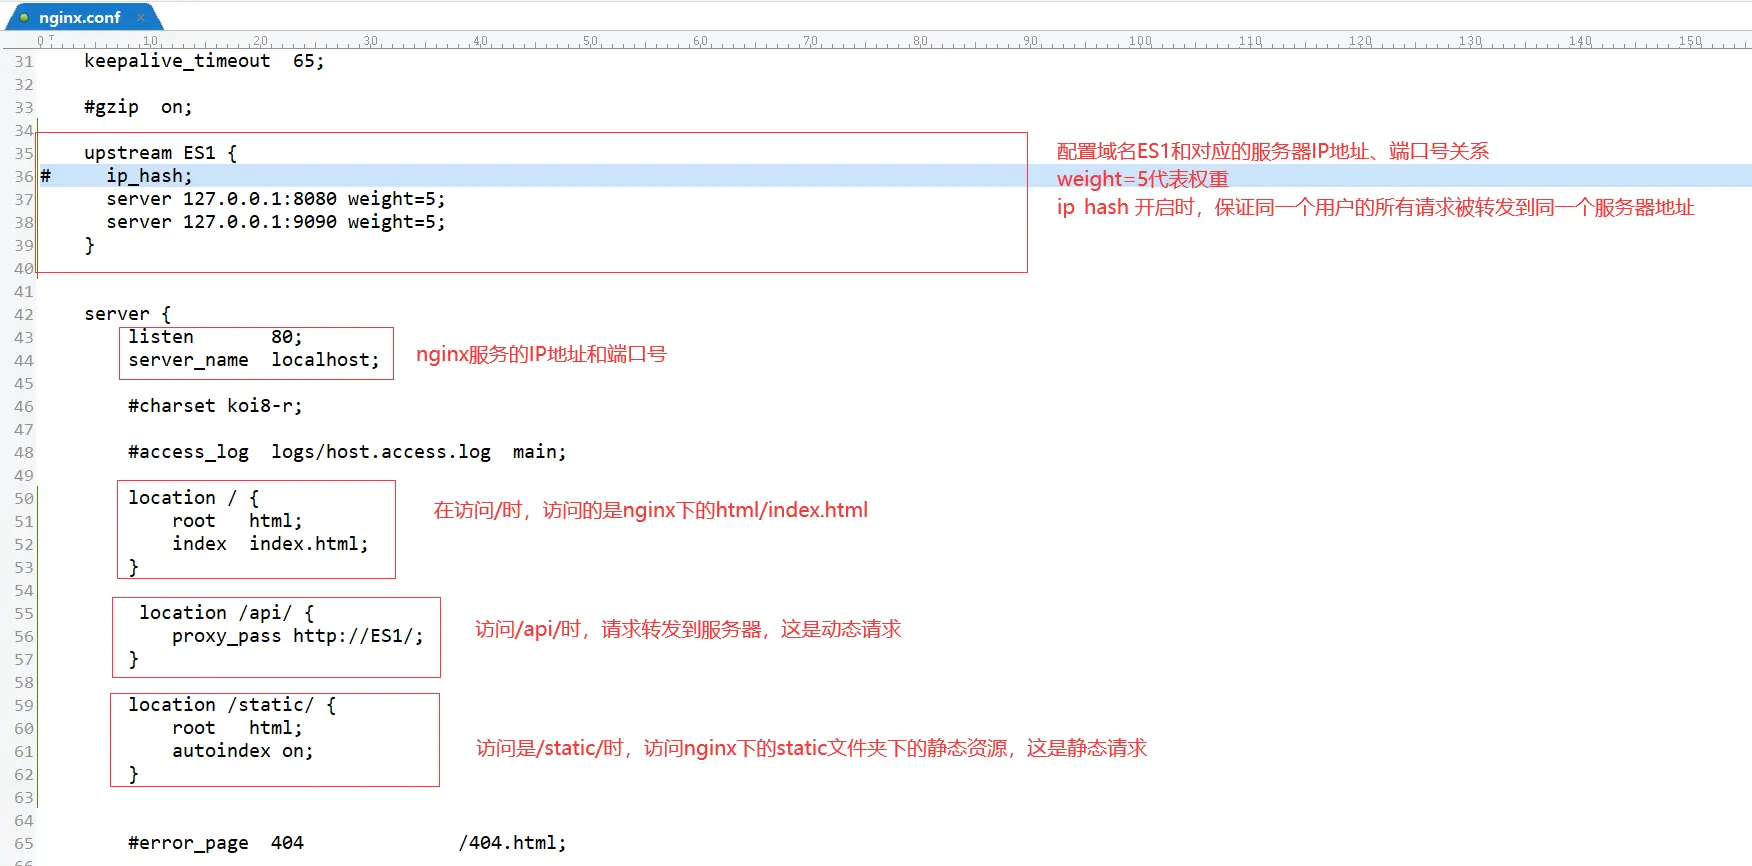 nginx.conf
0 10 20 30 40 50 60 70 80 90 100 110 120 130 140 150
31 keepalive_timeout  65;
32
33 #gzip  on;
34
35 upstream ES1 {
配置域名ES1和对应的服务器IP地址、端口号关系
36 #     ip_hash;
weight=5代表权重
37 server 127.0.0.1:8080 weight=5;
ip hash 开启时，保证同一个用户的所有请求被转发到同一个服务器地址
38 server 127.0.0.1:9090 weight=5;
39 }
40
41
42 server {
43 listen       80;
44 server_name  localhost;
nginx服务的IP地址和端口号
45
46 #charset koi8-r;
47
48 #access_log  logs/host.access.log  main;
49
50 location / {
在访问/时，访问的是nginx下的html/index.html
51 root   html;
52 index  index.html;
53 }
54
55 location /api/ {
56 proxy_pass http://ES1/;
访问/api/时，请求转发到服务器，这是动态请求
57 }
58
59 location /static/ {
60 root   html;
61 autoindex on;
访问是/static/时，访问nginx下的static文件夹下的静态资源，这是静态请求
62 }
63
64
65 #error_page  404              /404.html;